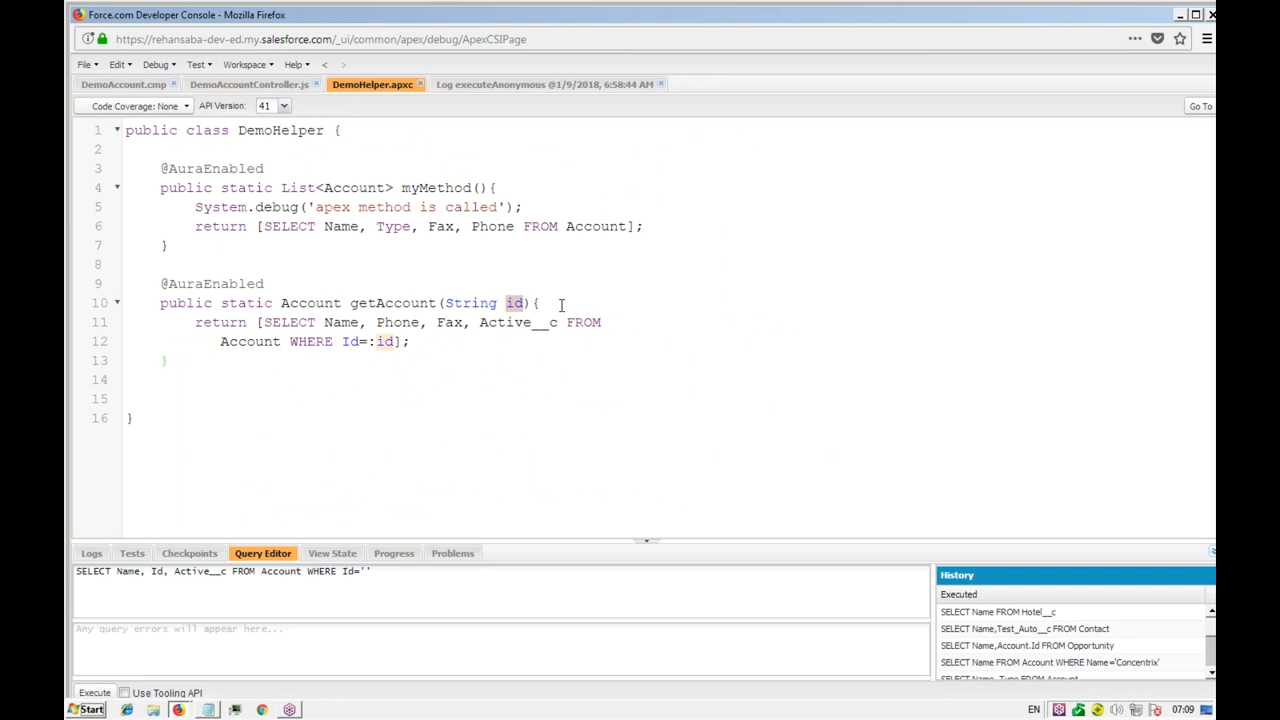 Force.com Developer Console - Mozilla Firefox
https://rehansaba-dev-ed.my.salesforce.com/_ui/common/apex/debug/ApexCSIPage
File Edit Debug Test Workspace Help < >
DemoAccount.cmp DemoAccountController.js DemoHelper.apxc Log executeAnonymous @1/9/2018, 6:58:44 AM
Code Coverage: None API Version: 41 Go To
1 public class DemoHelper {
2
3 @AuraEnabled
4 public static List<Account> myMethod(){
5 System.debug('apex method is called');
6 return [SELECT Name, Type, Fax, Phone FROM Account];
7 }
8
9 @AuraEnabled
10 public static Account getAccount(String id){
11 return [SELECT Name, Phone, Fax, Active__c FROM
12 Account WHERE Id=:id];
13 }
14
15
16 }
Logs Tests Checkpoints Query Editor View State Progress Problems
SELECT Name, Id, Active__c FROM Account WHERE Id=''
Any query errors will appear here...
History
Executed
SELECT Name FROM Hotel__c
SELECT Name,Test_Auto__c FROM Contact
SELECT Name,Account.Id FROM Opportunity
SELECT Name FROM Account WHERE Name='Concentrix'
SELECT Name, Type FROM Account
Execute Use Tooling API
Start EN 07:09